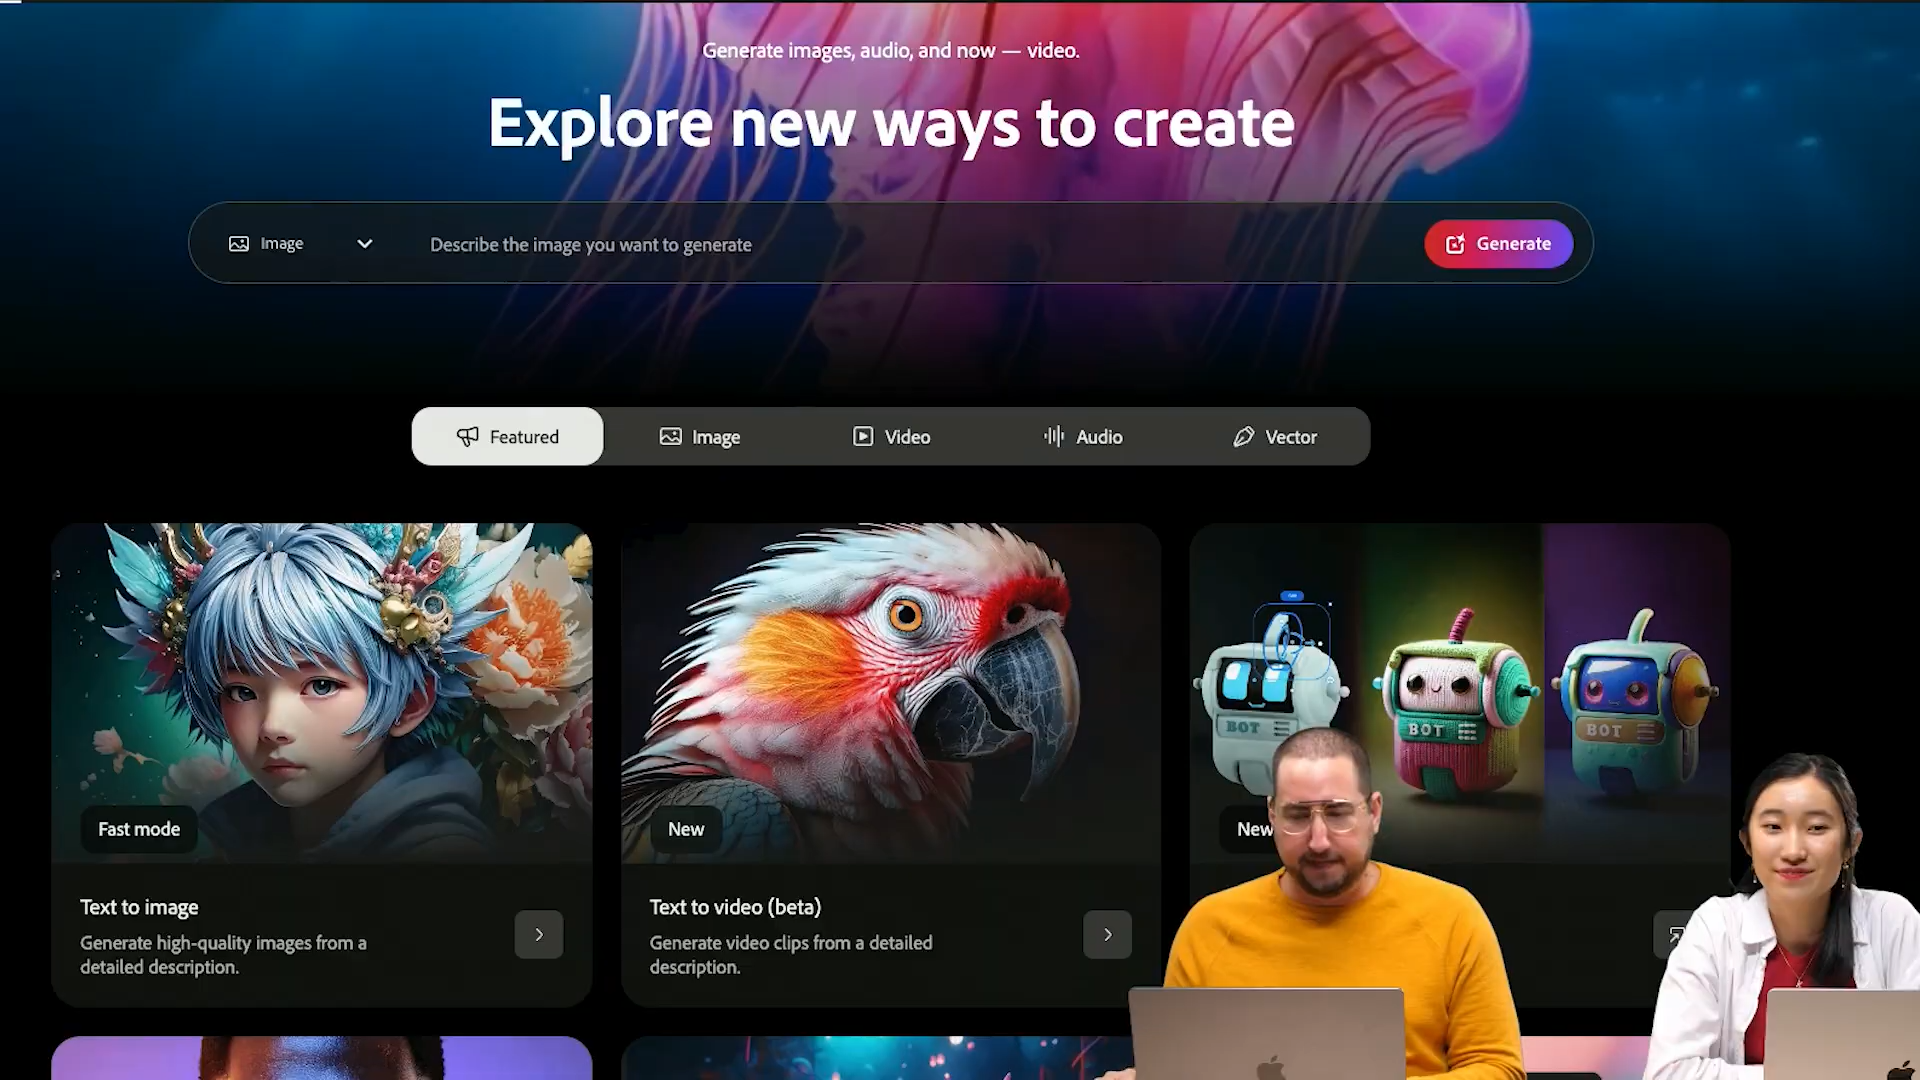 Generate images, audio, and now — video.
Explore new ways to create
Image
Describe the image you want to generate
Generate
Featured
Image
Video
Audio
Vector
BOT
BOT
BOT
Fast mode
New
New
Text to image
Generate high-quality images from a
detailed description.
Text to video (beta)
Generate video clips from a detailed
description.